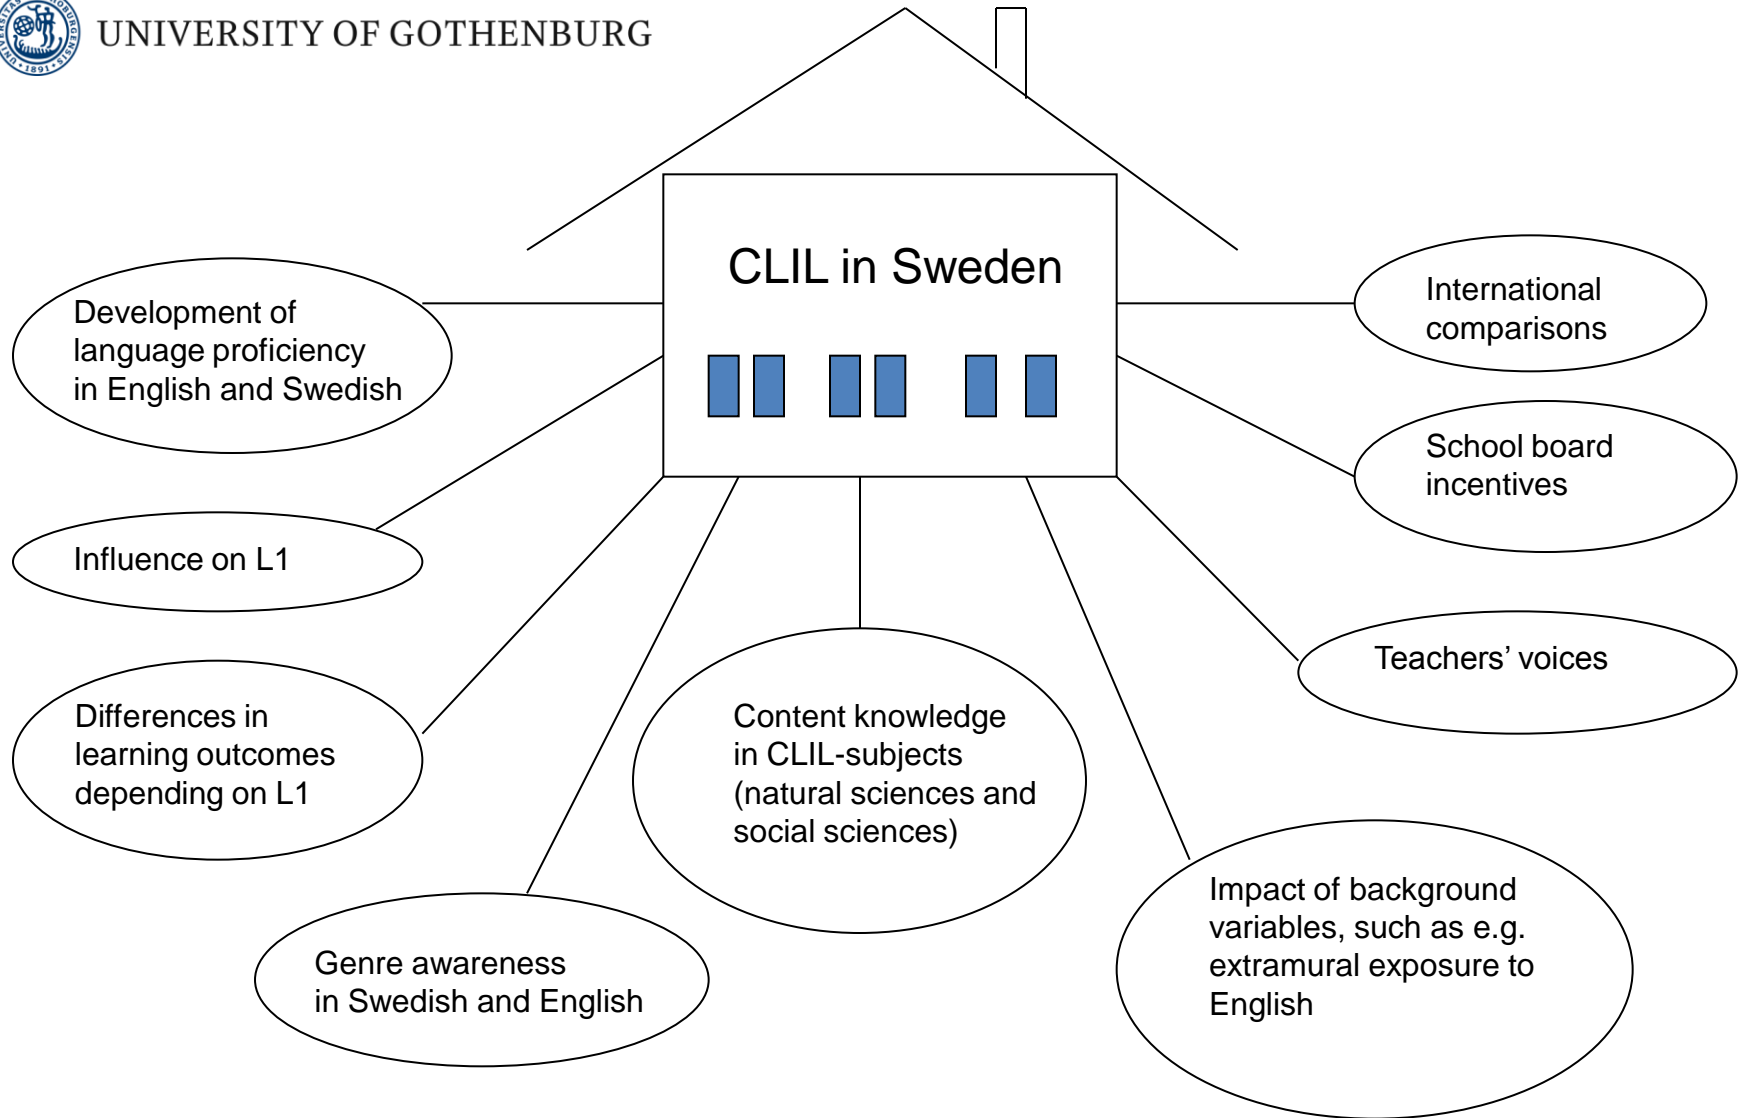 UNIVERSITY OF GOTHENBURG
CLIL in Sweden
Development of
language proficiency
in English and Swedish
Influence on L1
Differences in
learning outcomes
depending on L1
Genre awareness
in Swedish and English
Content knowledge
in CLIL-subjects
(natural sciences and
social sciences)
Impact of background
variables, such as e.g.
extramural exposure to
English
Teachers’ voices
School board
incentives
International
comparisons